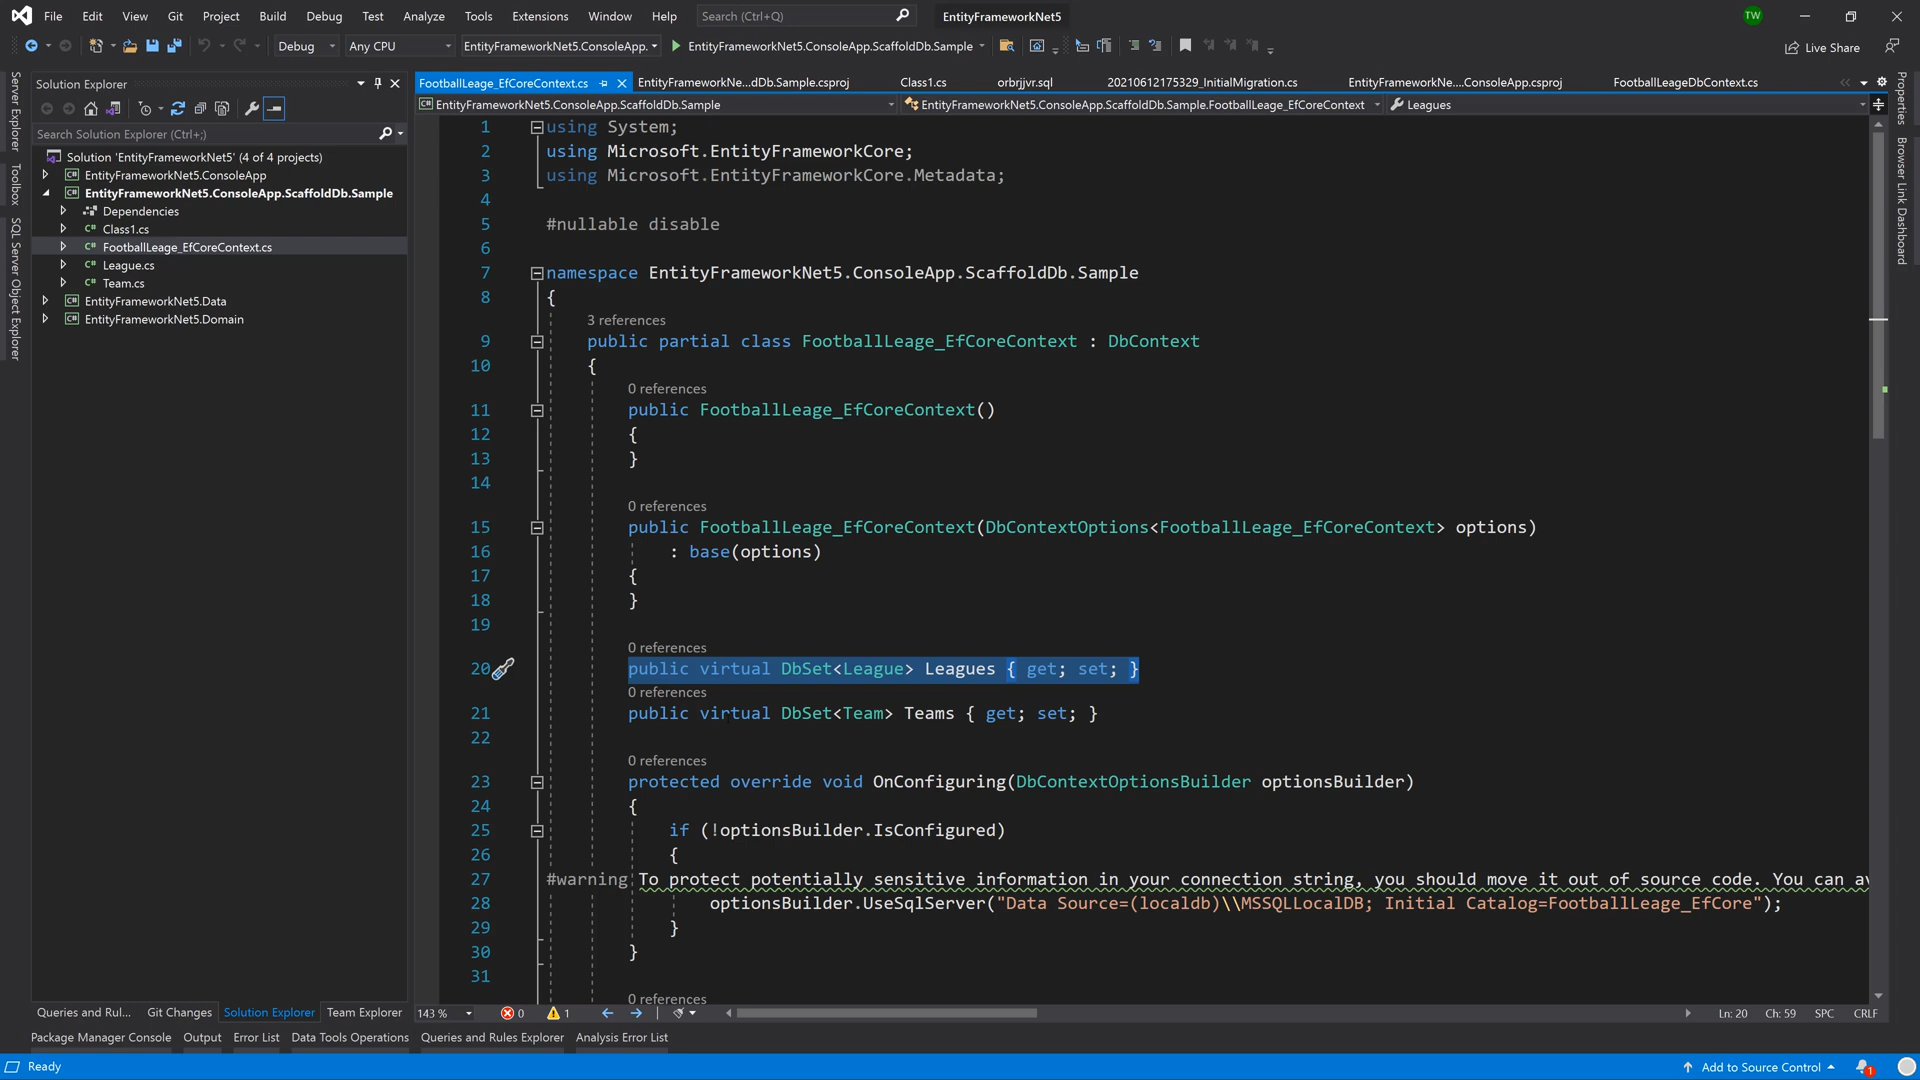 File Edit View Git Project Build Debug Test Analyze Tools Extensions Window Help Search (Ctrl+Q) EntityFrameworkNet5 TW
Debug Any CPU EntityFrameworkNet5.ConsoleApp. EntityFrameworkNet5.ConsoleApp.ScaffoldDb.Sample Live Share
Server Explorer
Toolbox
SQL Server Object Explorer
Solution Explorer
Search Solution Explorer (Ctrl+;)
Solution 'EntityFrameworkNet5' (4 of 4 projects)
EntityFrameworkNet5.ConsoleApp
EntityFrameworkNet5.ConsoleApp.ScaffoldDb.Sample
Dependencies
C# Class1.cs
C# FootballLeage_EfCoreContext.cs
C# League.cs
C# Team.cs
EntityFrameworkNet5.Data
EntityFrameworkNet5.Domain
FootballLeage_EfCoreContext.cs EntityFrameworkNe...dDb.Sample.csproj Class1.cs orbrjjvr.sql 20210612175329_InitialMigration.cs EntityFrameworkNe....ConsoleApp.csproj FootballLeageDbContext.cs
EntityFrameworkNet5.ConsoleApp.ScaffoldDb.Sample EntityFrameworkNet5.ConsoleApp.ScaffoldDb.Sample.FootballLeage_EfCoreContext Leagues
1 using System;
2 using Microsoft.EntityFrameworkCore;
3 using Microsoft.EntityFrameworkCore.Metadata;
4
5 #nullable disable
6
7 namespace EntityFrameworkNet5.ConsoleApp.ScaffoldDb.Sample
8 {
3 references
9 public partial class FootballLeage_EfCoreContext : DbContext
10 {
0 references
11 public FootballLeage_EfCoreContext()
12 {
13 }
14
0 references
15 public FootballLeage_EfCoreContext(DbContextOptions<FootballLeage_EfCoreContext> options)
16 : base(options)
17 {
18 }
19
0 references
20 public virtual DbSet<League> Leagues { get; set; }
0 references
21 public virtual DbSet<Team> Teams { get; set; }
22
0 references
23 protected override void OnConfiguring(DbContextOptionsBuilder optionsBuilder)
24 {
25 if (!optionsBuilder.IsConfigured)
26 {
27 #warning To protect potentially sensitive information in your connection string, you should move it out of source code. You can av
28 optionsBuilder.UseSqlServer("Data Source=(localdb)\\MSSQLLocalDB; Initial Catalog=FootballLeage_EfCore");
29 }
30 }
31
0 references
Properties
Browser Link Dashboard
Queries and Rul... Git Changes Solution Explorer Team Explorer 143 % 0 1 Ln: 20 Ch: 59 SPC CRLF
Package Manager Console Output Error List Data Tools Operations Queries and Rules Explorer Analysis Error List
Ready Add to Source Control 1